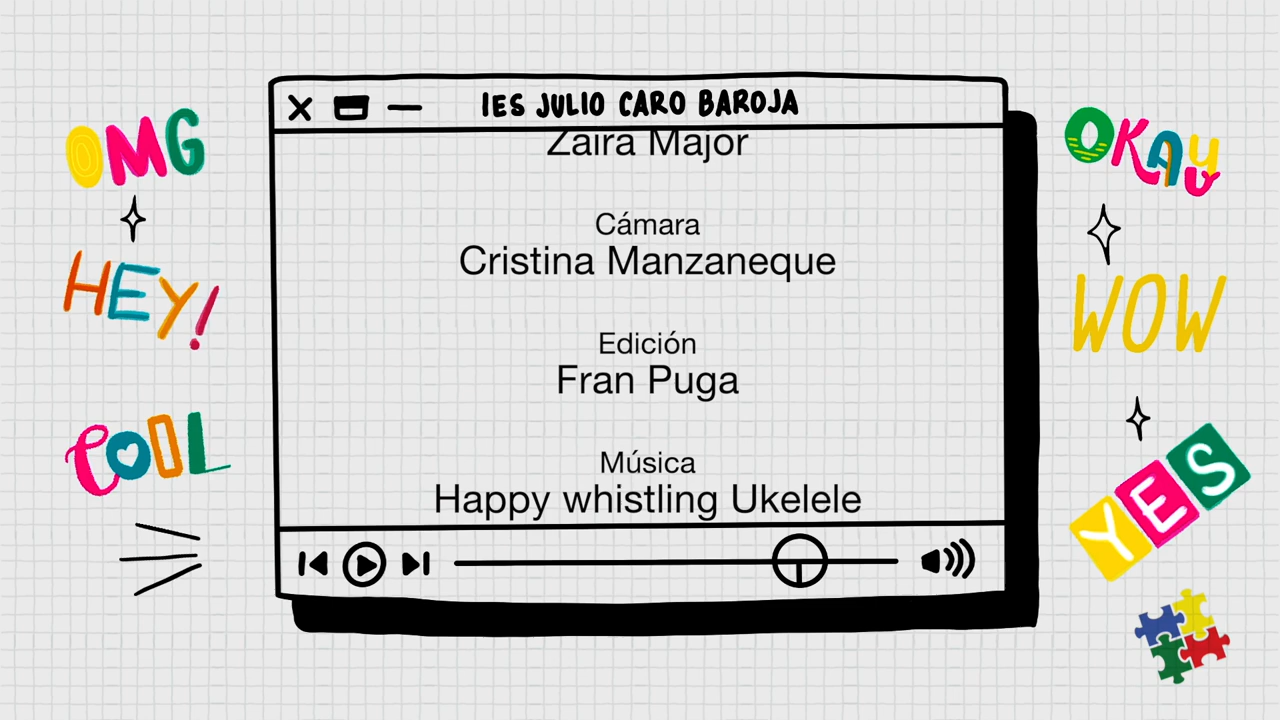 IES JULIO CARO BAROJA
Zaira Major
Cámara
Cristina Manzaneque
Edición
Fran Puga
Música
Happy whistling Ukelele
OMG
HEY!
COOL
OKAY
WOW
YES